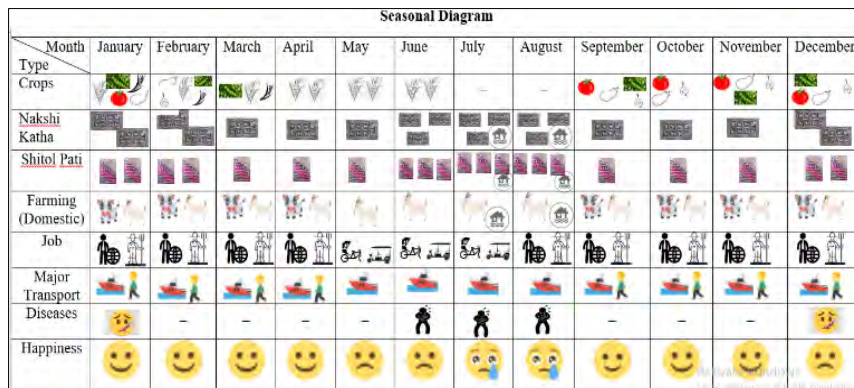 Seasonal Diagram
Month
Type
January February March April May June July August September October November December
Crops – –
Nakshi
Katha
Shitol Pati
Farming
(Domestic)
Job
Major
Transport
Diseases – – – – – – –
Happiness